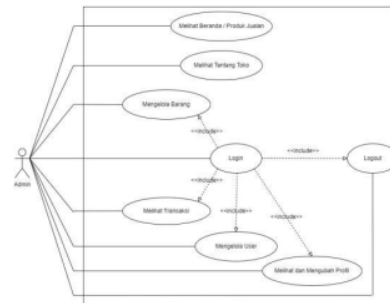 Melihat Beranda / Produk Jualan
Melihat Tentang Toko
Mengelola Barang
<<include>>
Login
<<include>>
Logout
Admin
<<include>>
<<include>>
<<include>>
Melihat Transaksi
Mengelola User
Melihat dan Mengubah Profil